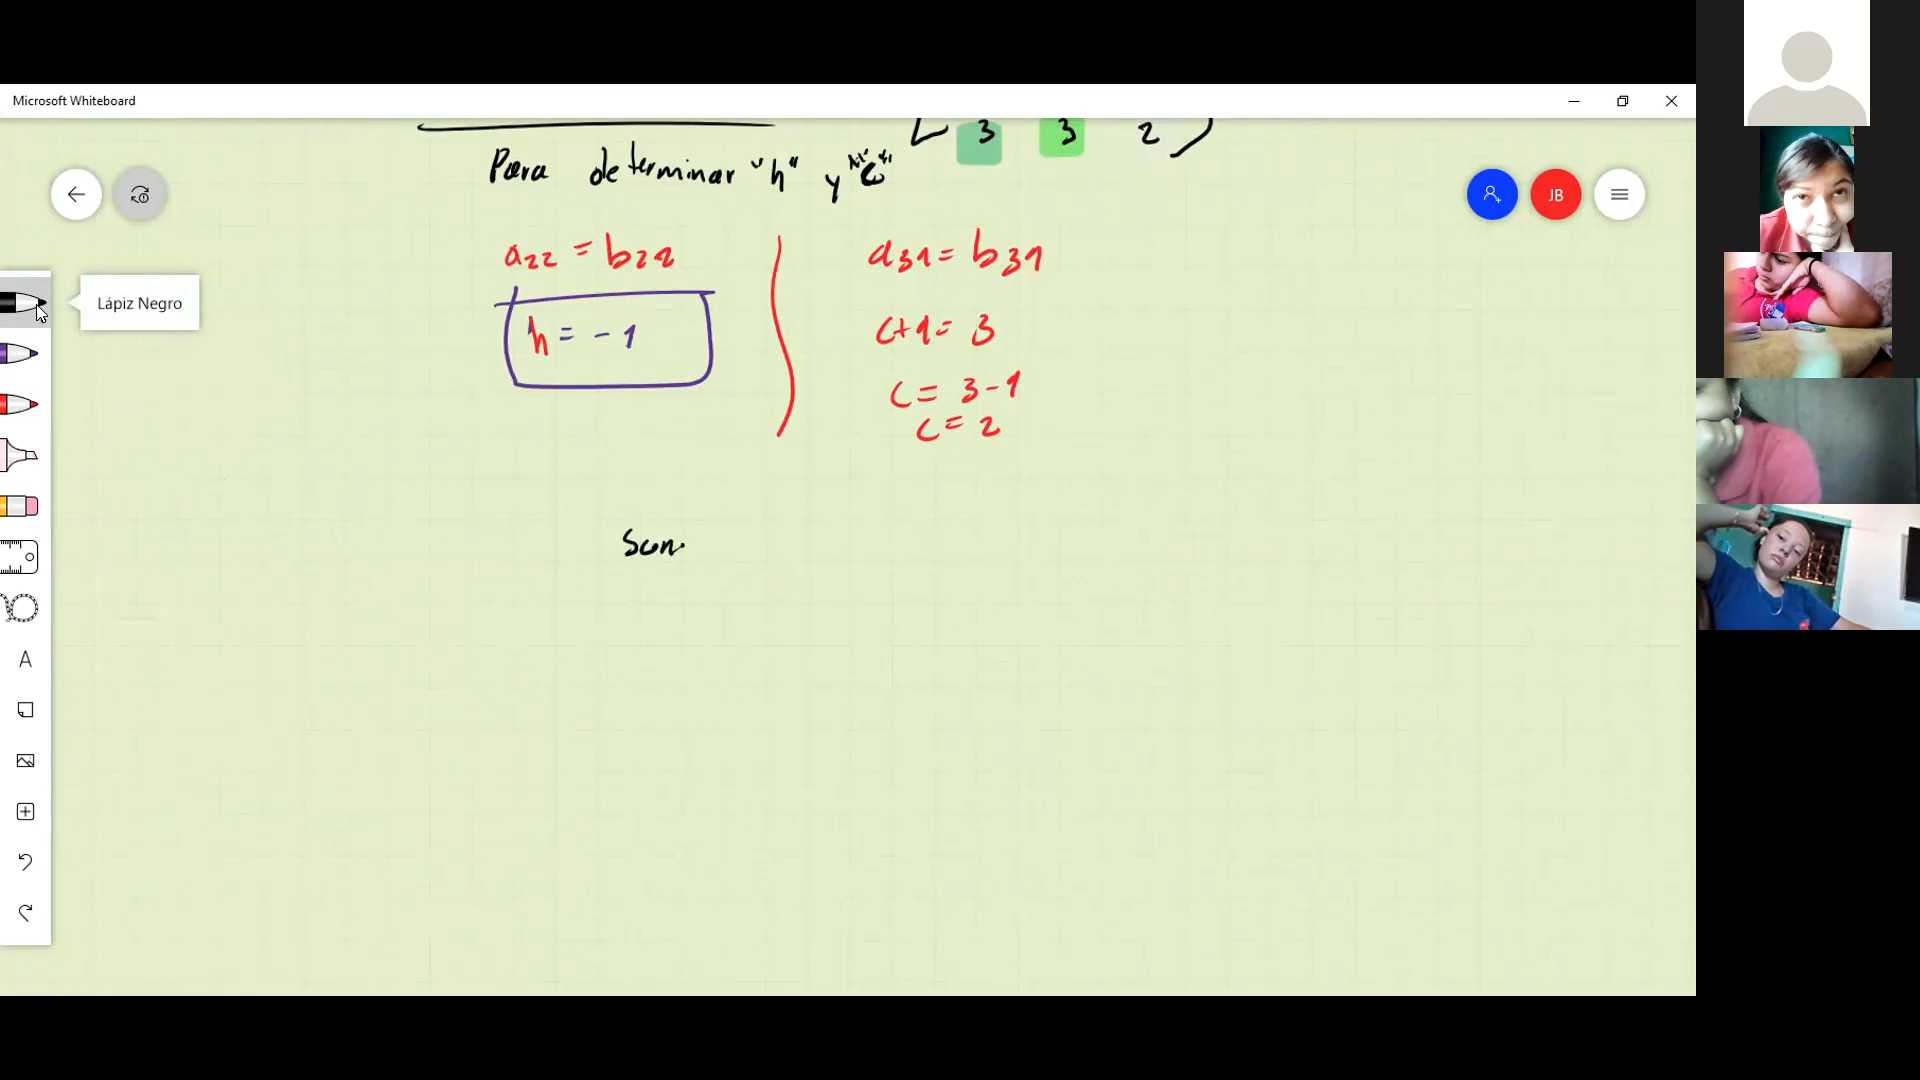 Microsoft Whiteboard
3 3 2
Para determinar "h" y "c"
a22 = b22
h = -1
a31 = b31
c+1 = 3
c = 3-1
c = 2
Lápiz Negro
JB
A